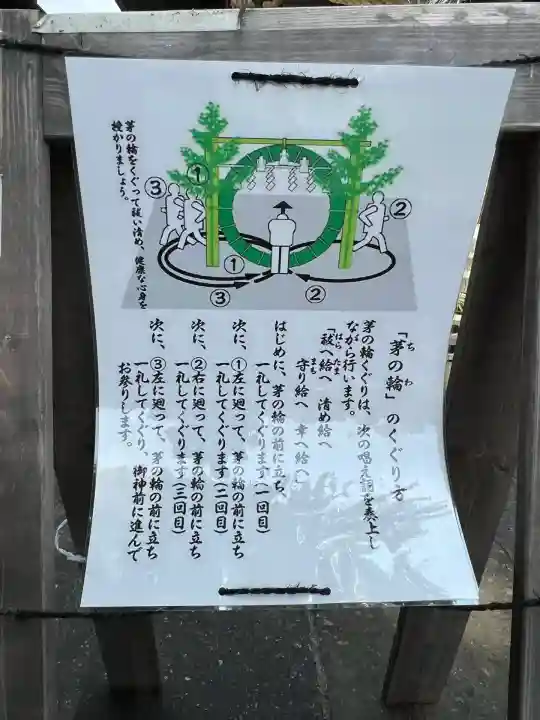 「茅の輪」のくぐり方
茅の輪くぐりは、次の唱え詞を奏上し
ながら行います。
「祓へ給へ 清め給へ
守り給へ 幸へ給へ」
はじめに、茅の輪の前に立ち、
一礼してくぐります(一回目)
次に、①左に廻って、茅の輪の前に立ち
一礼してくぐります(二回目)
次に、②右に廻って、茅の輪の前に立ち
一礼してくぐります(三回目)
次に、③左に廻って、茅の輪の前に立ち
一礼してくぐり、御神前に進んで
お参りします。
茅の輪をくぐって祓い清め、健康な心身を
授かりましょう。
③
①
②
①
③
②